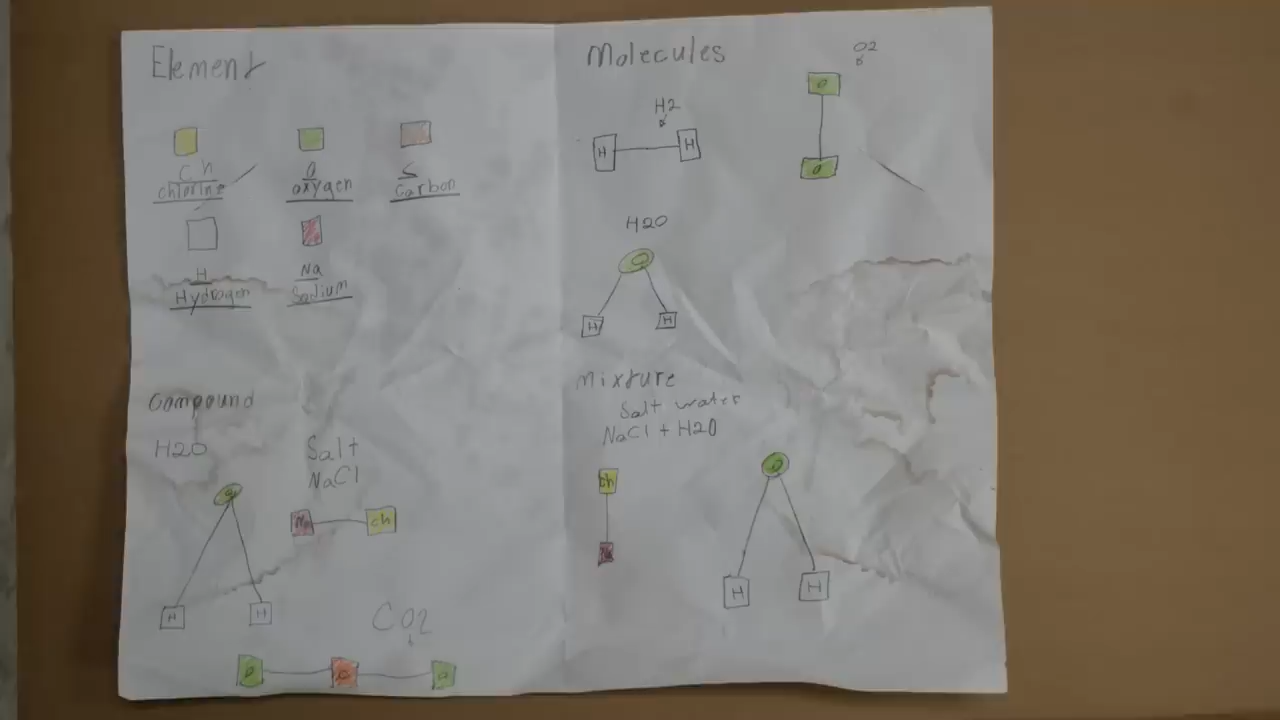 Element
Ch
chlorine
O
oxygen
Carbon
H
Hydrogen
Na
Sodium
Compound
H2O
H
H
Salt
NaCl
Na
Ch
CO2
O
O
Molecules
H2
H
H
O2
O
O
H2O
O
H
H
Mixture
Salt water
NaCl + H2O
Ch
O
H
H